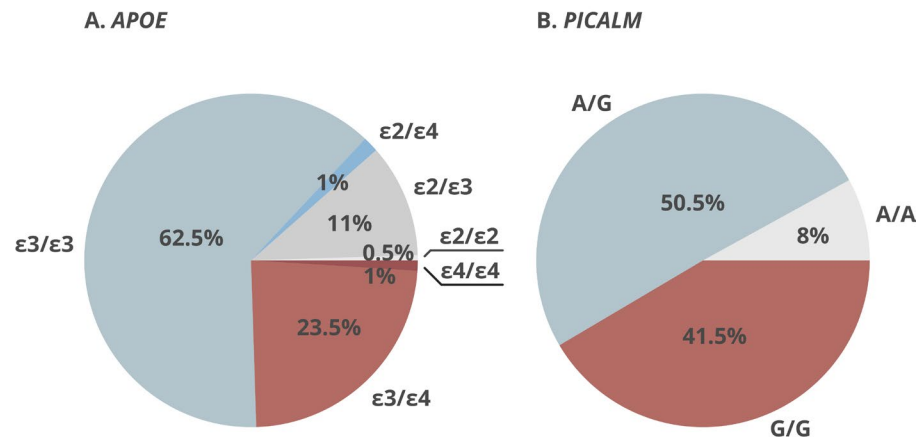 A. APOE
B. PICALM
A/G
ε2/ε4
1%
ε2/ε3
50.5%
A/A
11%
ε3/ε3
62.5%
ε2/ε2
8%
0.5%
ε4/ε4
1%
23.5%
41.5%
ε3/ε4
G/G